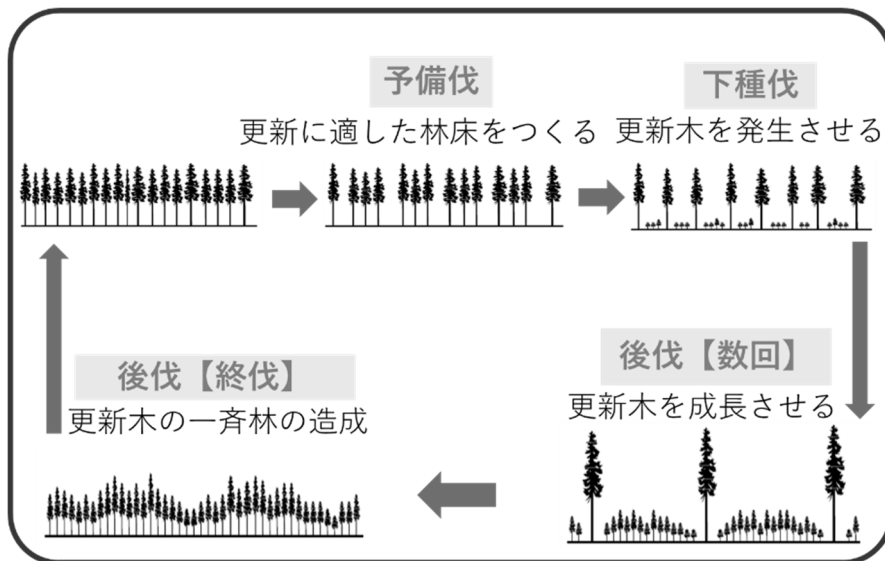 予備伐
更新に適した林床をつくる
下種伐
更新木を発生させる
後伐【数回】
更新木を成長させる
後伐【終伐】
更新木の一斉林の造成